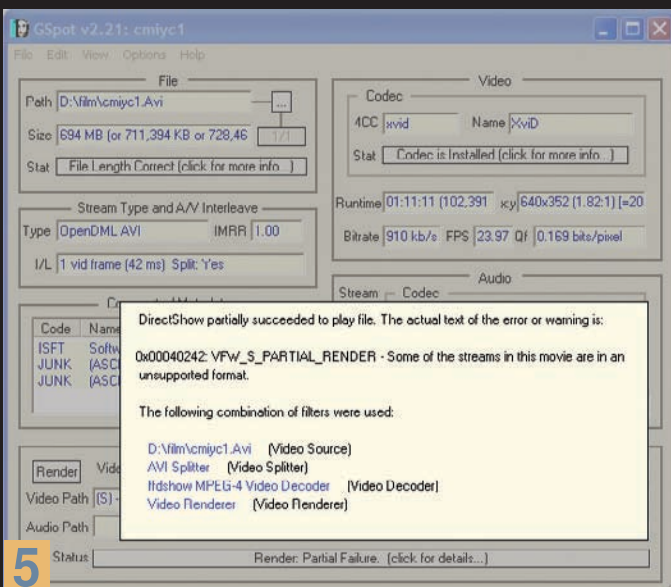 GSpot v2.21: cmiyc1
File Edit View Options Help
File
Path D:\film\cmiyc1.Avi ...
Size 694 MB (or 711,394 KB or 728,46 1/1
Stat File Length Correct (click for more info...)
Stream Type and A/V Interleave
Type OpenDML AVI IMRR 1.00
I/L 1 vid frame (42 ms) Split: Yes
Video
Codec
4CC xvid Name XviD
Stat Codec is Installed (click for more info...)
Runtime 01:11:11 (102,391 x:y 640x352 (1.82:1) [=20
Bitrate 910 kb/s FPS 23.97 Qf 0.169 bits/pixel
Audio
Stream Codec
Code Name
ISFT Softw
JUNK (ASCI
JUNK (ASCI
DirectShow partially succeeded to play file. The actual text of the error or warning is:
0x00040242: VFW_S_PARTIAL_RENDER - Some of the streams in this movie are in an
unsupported format.
The following combination of filters were used:
D:\film\cmiyc1.Avi (Video Source)
AVI Splitter (Video Splitter)
ffdshow MPEG-4 Video Decoder (Video Decoder)
Video Renderer (Video Renderer)
Render Vide
Video Path (S) -
Audio Path
Status Render: Partial Failure. (click for details...)
5